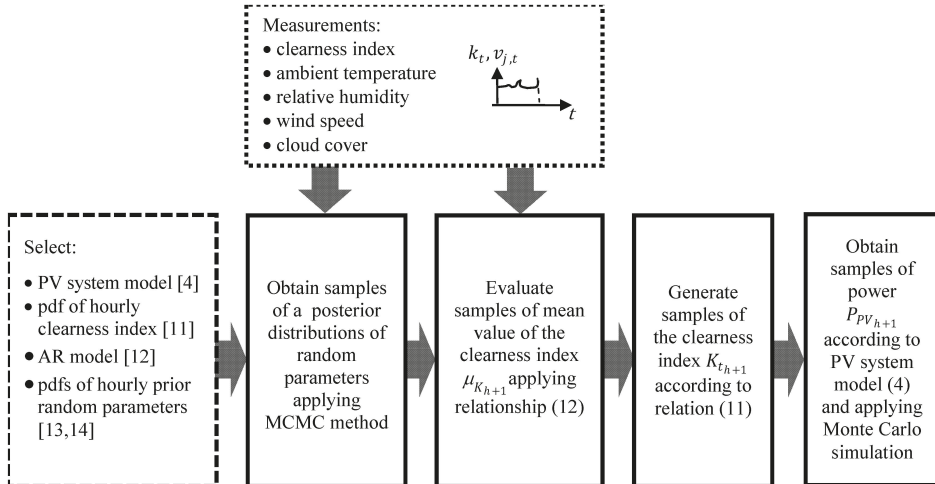 Measurements:
● clearness index
● ambient temperature
● relative humidity
● wind speed
● cloud cover
k_t, v_{j,t}
t
Select:
● PV system model [4]
● pdf of hourly
clearness index [11]
● AR model [12]
● pdfs of hourly prior
random parameters
[13,14]
Obtain samples
of a posterior
distributions of
random
parameters
applying
MCMC method
Evaluate
samples of mean
value of the
clearness index
μ_{K_{h+1}} applying
relationship (12)
Generate
samples of
the clearness
index K_{t_{h+1}}
according to
relation (11)
Obtain
samples of
power
P_{PV_{h+1}}
according to
PV system
model (4)
and applying
Monte Carlo
simulation